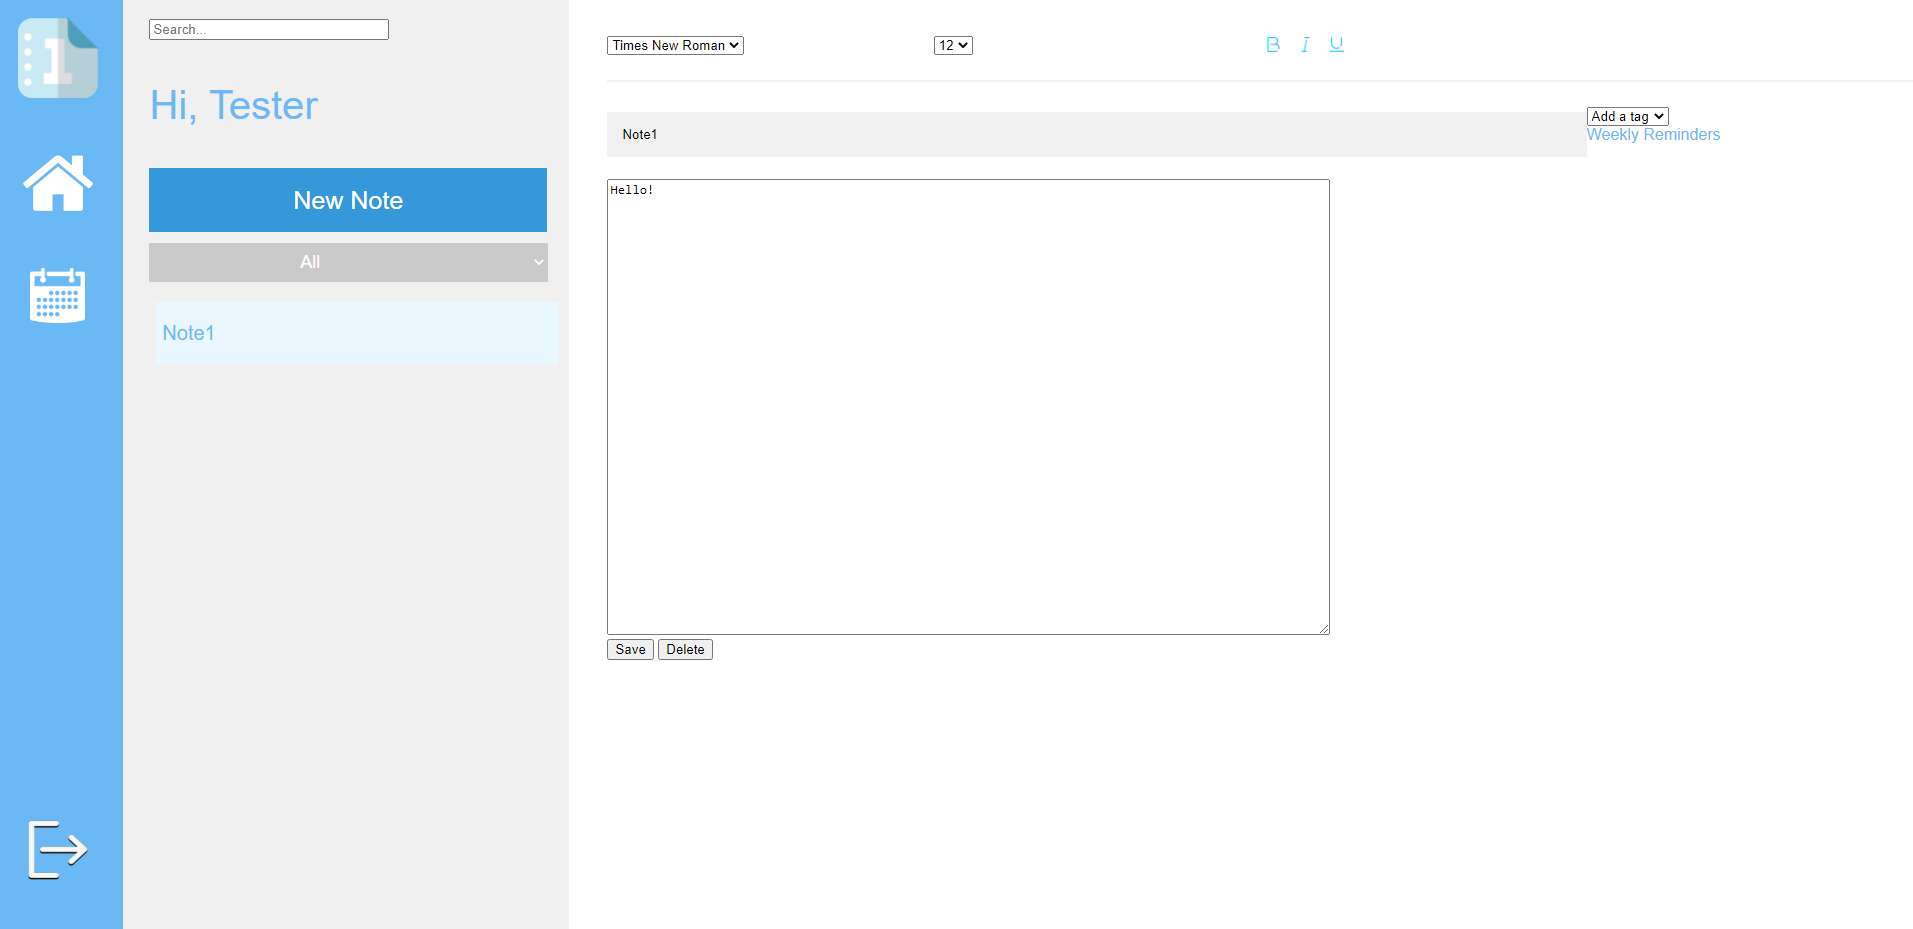 1
Search...
Hi, Tester
New Note
All
Note1
Times New Roman
12
B I U
Note1
Add a tag
Weekly Reminders
Hello!
Save Delete